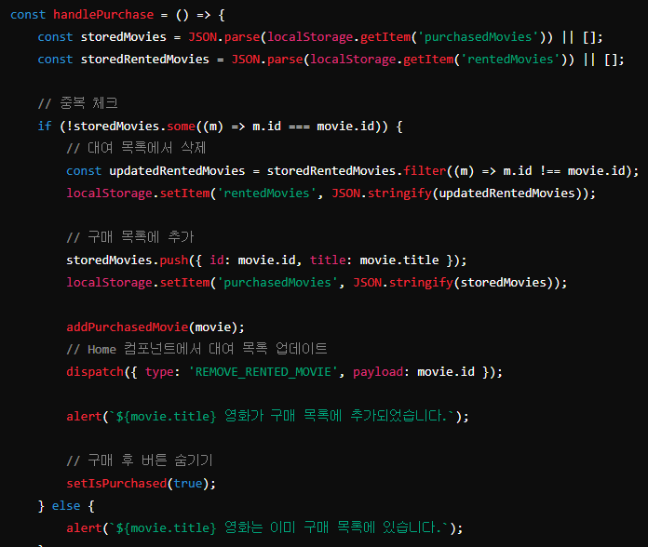 const handlePurchase = () => {
    const storedMovies = JSON.parse(localStorage.getItem('purchasedMovies')) || [];
    const storedRentedMovies = JSON.parse(localStorage.getItem('rentedMovies')) || [];

    // 중복 체크
    if (!storedMovies.some((m) => m.id === movie.id)) {
        // 대여 목록에서 삭제
        const updatedRentedMovies = storedRentedMovies.filter((m) => m.id !== movie.id);
        localStorage.setItem('rentedMovies', JSON.stringify(updatedRentedMovies));

        // 구매 목록에 추가
        storedMovies.push({ id: movie.id, title: movie.title });
        localStorage.setItem('purchasedMovies', JSON.stringify(storedMovies));

        addPurchasedMovie(movie);
        // Home 컴포넌트에서 대여 목록 업데이트
        dispatch({ type: 'REMOVE_RENTED_MOVIE', payload: movie.id });

        alert(`${movie.title} 영화가 구매 목록에 추가되었습니다.`);

        // 구매 후 버튼 숨기기
        setIsPurchased(true);
    } else {
        alert(`${movie.title} 영화는 이미 구매 목록에 있습니다.`);